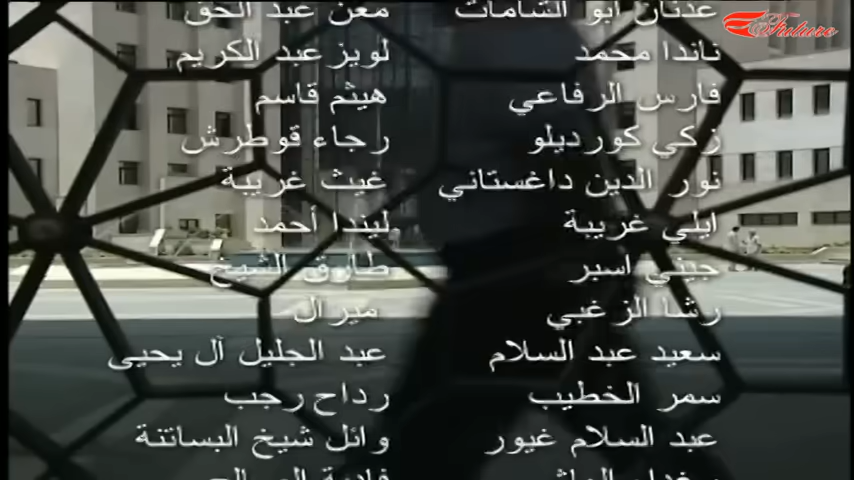 Futuro
عدنان أبو الشامات
معن عبد الحق
ناندا محمد
لويز عبد الكريم
فارس الرفاعي
هيثم قاسم
زكي كورديلو
رجاء قوطرش
نور الدين داغستاني
غيث غريبة
ايلي غريبة
ليندا أحمد
جيني اسبر
طارق الشيخ
رشا الزغبي
ميرال
سعيد عبد السلام
عبد الجليل آل يحيى
سمر الخطيب
رداح رجب
عبد السلام غيور
وائل شيخ البساتنة